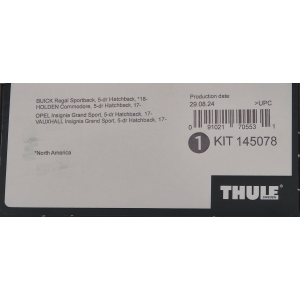 BUICK Regal Sportback, 5-dr Hatchback, *18-
HOLDEN Commodore, 5-dr Hatchback, 17-
OPEL Insignia Grand Sport, 5-dr Hatchback, 17-
VAUXHALL Insignia Grand Sport, 5-dr Hatchback, 17-
*North America
Production date:
29.08.24
>UPC
0 91021 70553 1
1 KIT 145078
THULE
SWEDEN